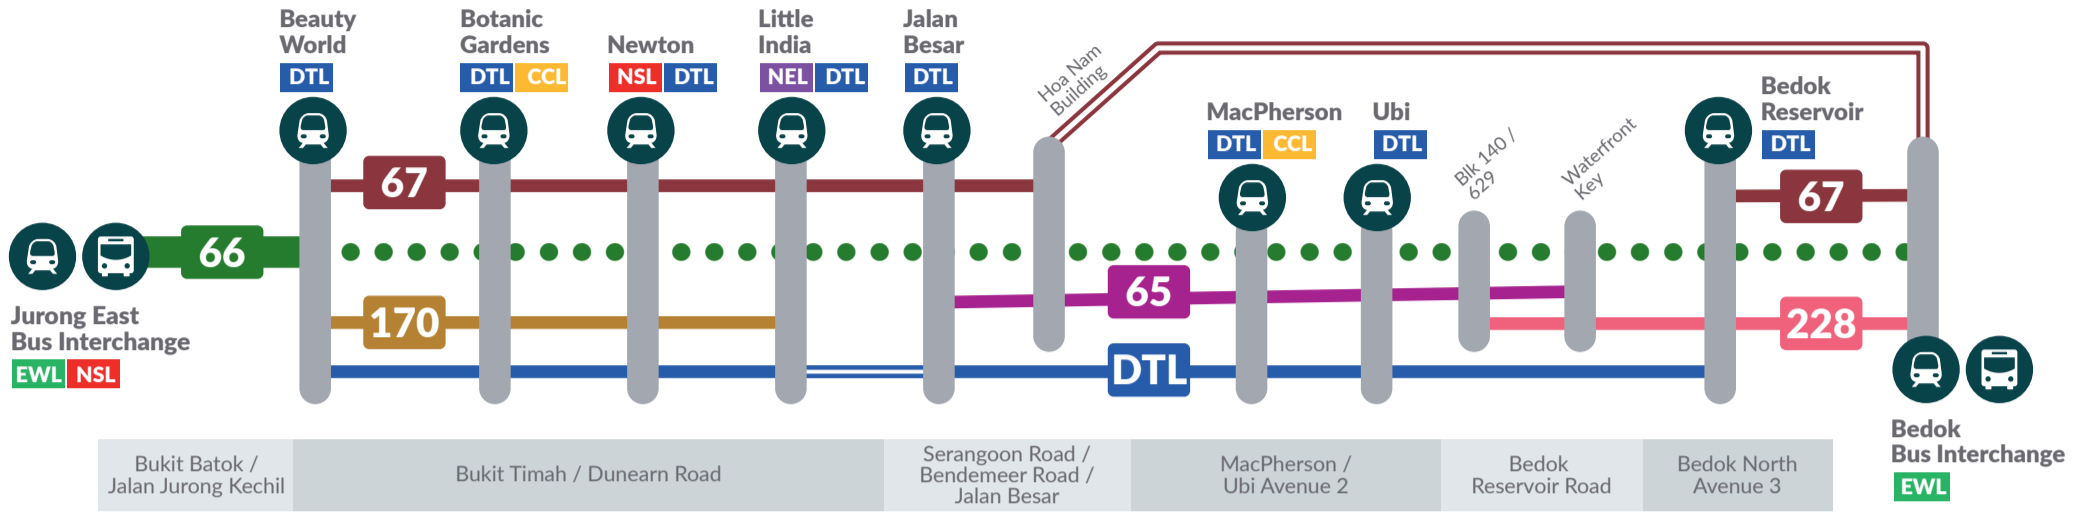 Beauty
World
DTL
Botanic
Gardens
DTL CCL
Newton
NSL DTL
Little
India
NEL DTL
Jalan
Besar
DTL
Hoa Nam
Building
MacPherson
DTL CCL
Ubi
DTL
Blk 140 /
629
Waterfront
Key
Bedok
Reservoir
DTL
67
67
66
65
170
228
DTL
Jurong East
Bus Interchange
EWL NSL
Bedok
Bus Interchange
EWL
Bukit Batok /
Jalan Jurong Kechil
Bukit Timah / Dunearn Road
Serangoon Road /
Bendemeer Road /
Jalan Besar
MacPherson /
Ubi Avenue 2
Bedok
Reservoir Road
Bedok North
Avenue 3